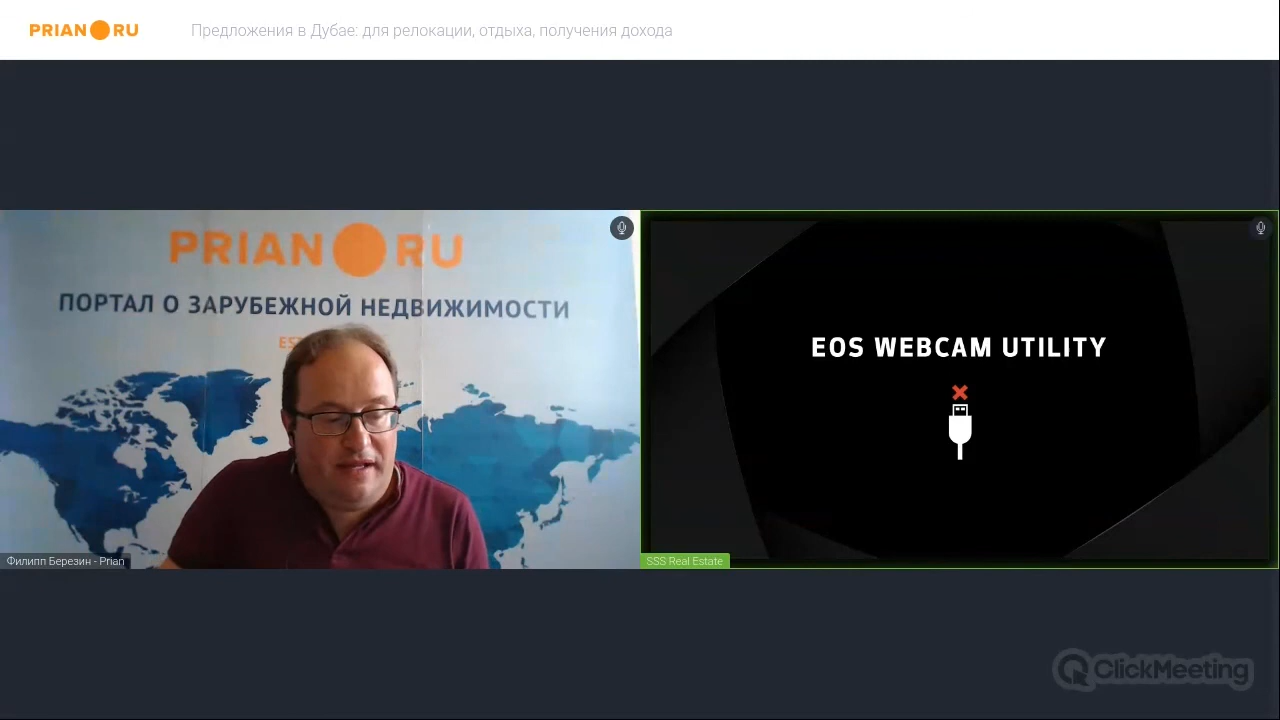 PRIAN RU
Предложения в Дубае: для релокации, отдыха, получения дохода
PRIAN RU
ПОРТАЛ О ЗАРУБЕЖНОЙ НЕДВИЖИМОСТИ
EOS WEBCAM UTILITY
Филипп Березин - Prian
SSS Real Estate
ClickMeeting